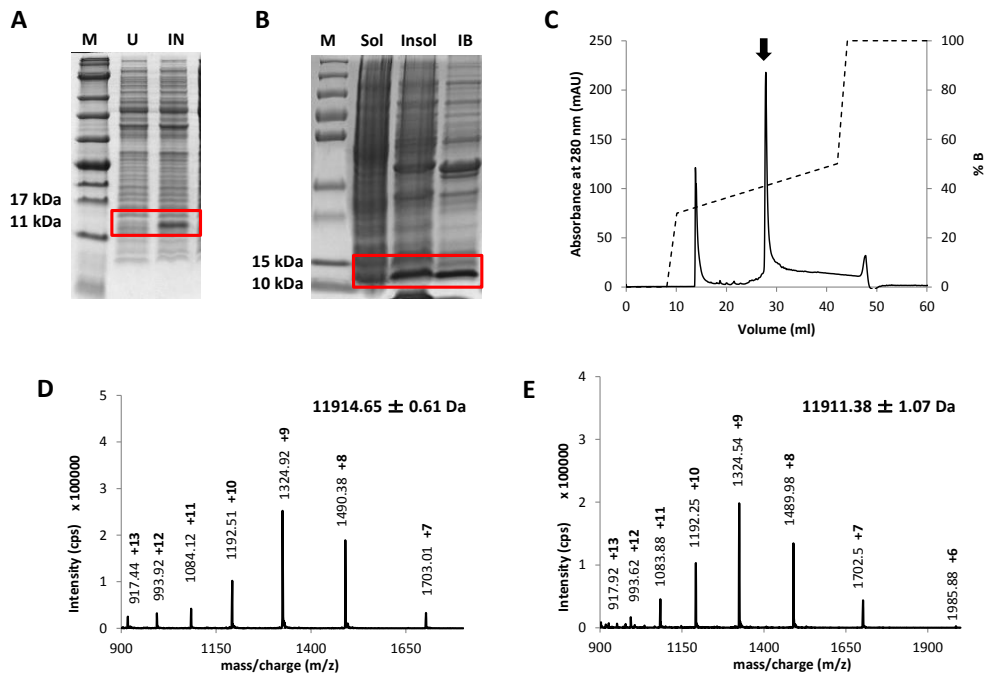 A
M U IN
17 kDa
11 kDa
B
M Sol Insol IB
15 kDa
10 kDa
C
250
200
150
100
50
0
Absorbance at 280 nm (mAU)
100
80
60
40
20
0
% B
0 10 20 30 40 50 60
Volume (ml)
D
11914.65 ± 0.61 Da
5
4
3
2
1
0
Intensity (cps) x 100000
917.44 +13
993.92 +12
1084.12 +11
1192.51 +10
1324.92 +9
1490.38 +8
1703.01 +7
900 1150 1400 1650
mass/charge (m/z)
E
11911.38 ± 1.07 Da
4
3
2
1
0
Intensity (cps) x 100000
917.92 +13
993.62 +12
1083.88 +11
1192.25 +10
1324.54 +9
1489.98 +8
1702.5 +7
1985.88 +6
900 1150 1400 1650 1900
mass/charge (m/z)